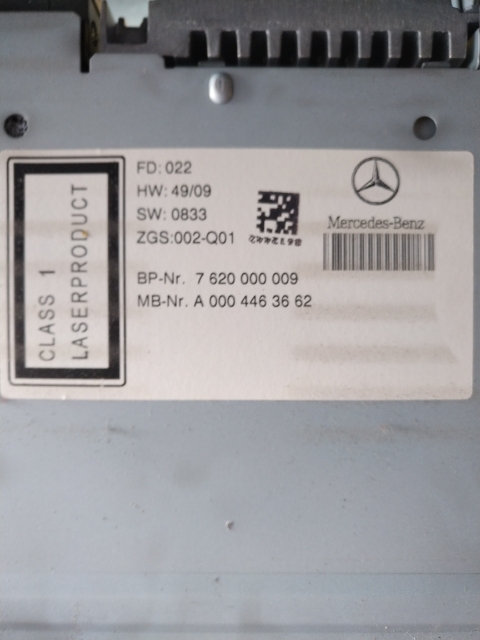 CLASS 1
LASERPRODUCT
FD: 022
HW: 49/09
SW: 0833
ZGS:002-Q01
BP-Nr. 7 620 000 009
MB-Nr. A 000 446 36 62
Mercedes-Benz